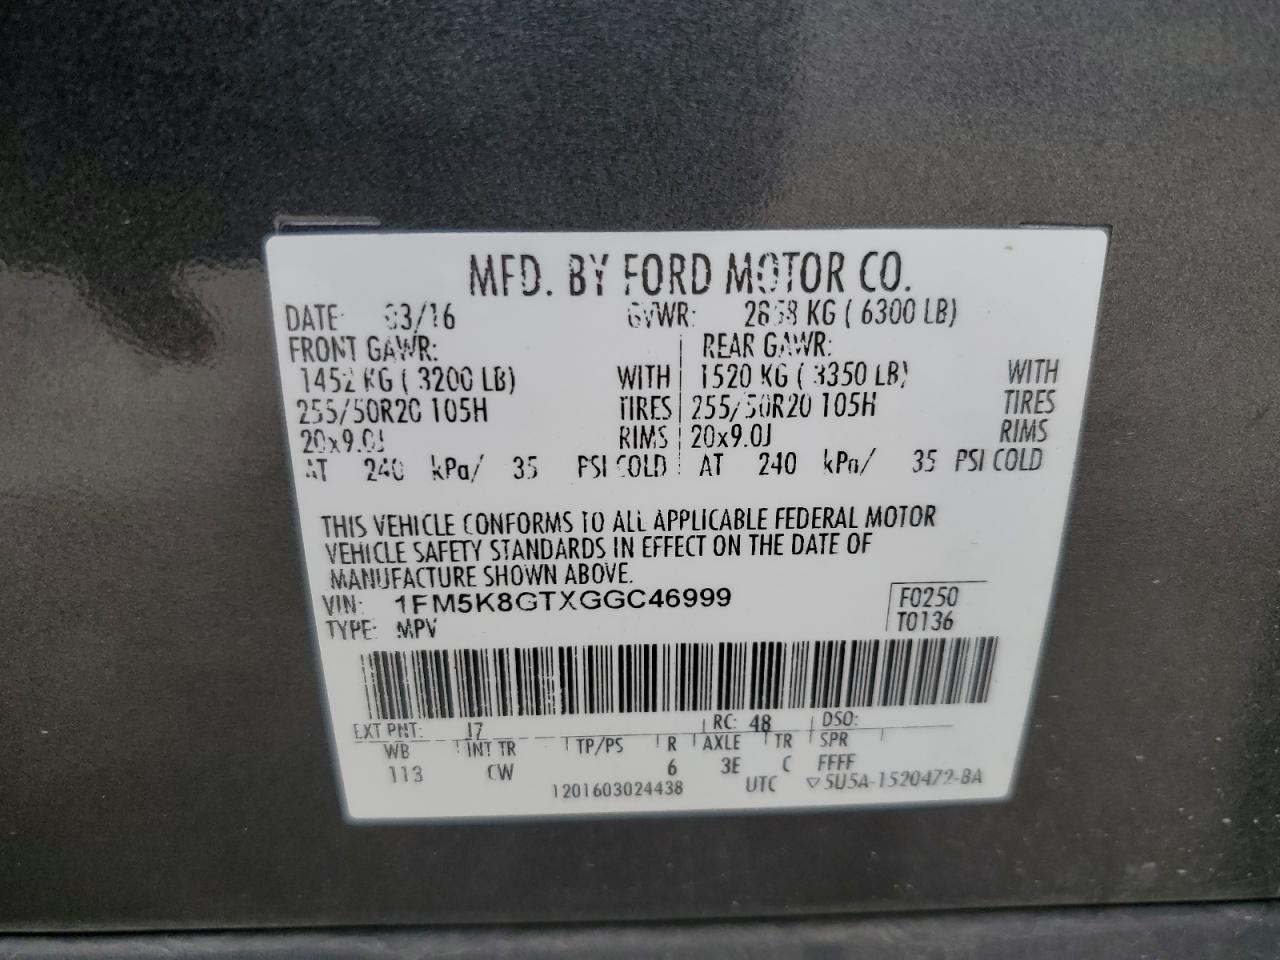 MFD. BY FORD MOTOR CO.
DATE: 03/16 GVWR: 2858 KG ( 6300 LB)
FRONT GAWR: REAR GAWR:
1452 KG ( 3200 LB) WITH 1520 KG ( 3350 LB) WITH
255/50R20 105H TIRES 255/50R20 105H TIRES
20x9.0J RIMS 20x9.0J RIMS
AT 240 kPa/ 35 PSI COLD AT 240 kPa/ 35 PSI COLD
THIS VEHICLE CONFORMS TO ALL APPLICABLE FEDERAL MOTOR
VEHICLE SAFETY STANDARDS IN EFFECT ON THE DATE OF
MANUFACTURE SHOWN ABOVE.
VIN: 1FM5K8GTXGGC46999 F0250
TYPE: MPV T0136
EXT PNT: J7 RC: 48 DSO:
WB INT TR TP/PS R AXLE TR SPR
113 CW 6 3E C FFFF
1201603024438 UTC ▽5U5A-1520472-BA